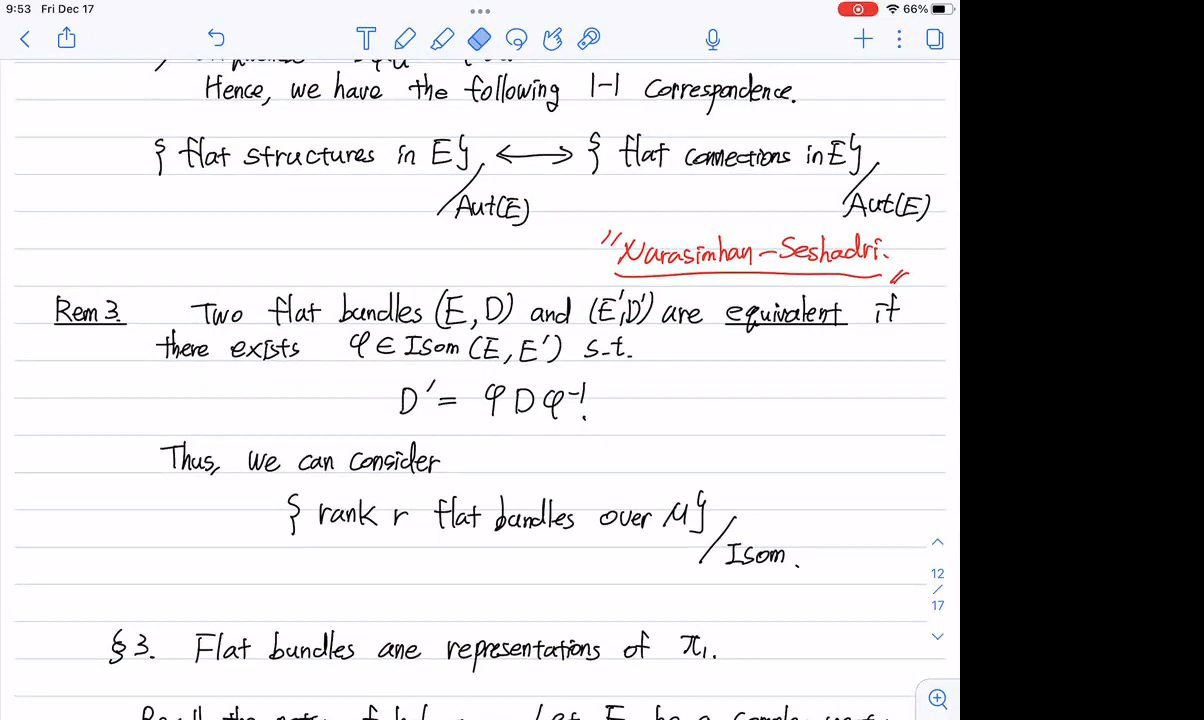 9:53 Fri Dec 17
66%
Hence, we have the following 1-1 correspondence.
{ flat structures in E} / Aut(E) ⟷ { flat connections in E} / Aut(E)
"Narasimhan-Seshadri."
Rem 3. Two flat bundles (E, D) and (E', D') are equivalent if
there exists φ ∈ Isom (E, E') s.t.
D' = φ D φ⁻¹.
Thus, we can consider
{ rank r flat bundles over M} / Isom.
12
/
17
§3. Flat bundles ane representations of π₁.